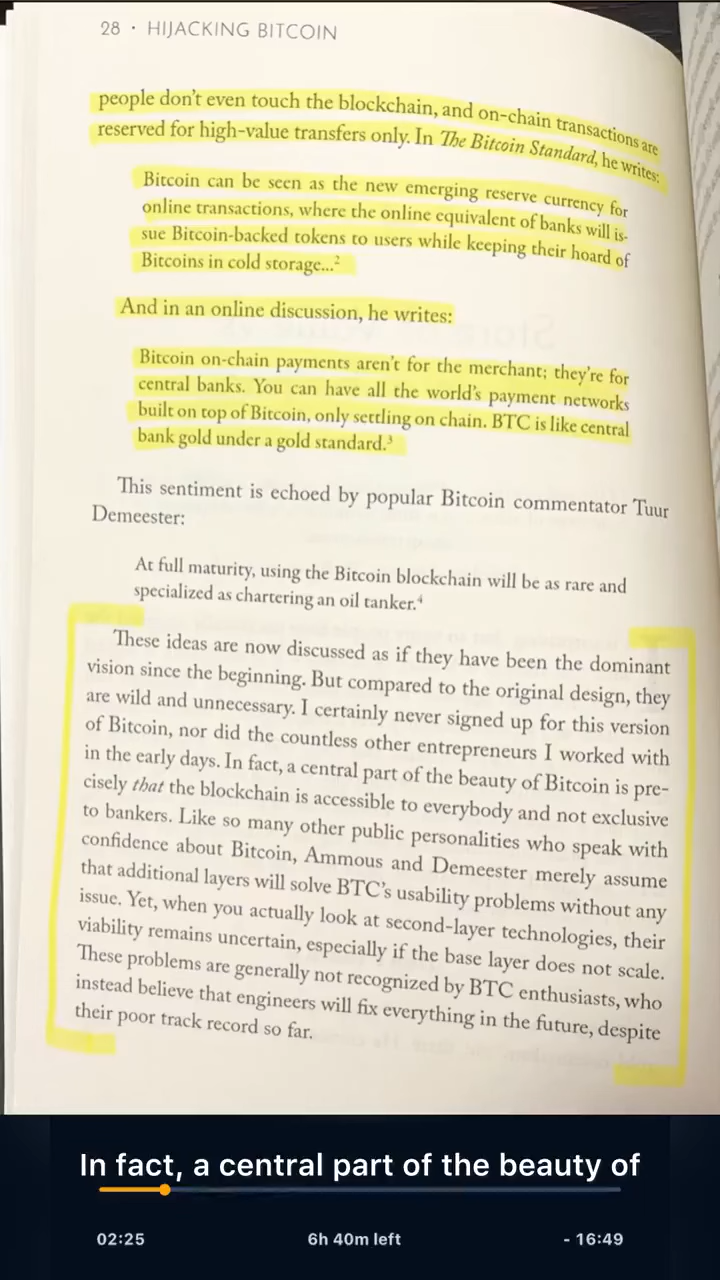 28 · HIJACKING BITCOIN
people don't even touch the blockchain, and on-chain transactions are
reserved for high-value transfers only. In The Bitcoin Standard, he writes:
Bitcoin can be seen as the new emerging reserve currency for
online transactions, where the online equivalent of banks will is-
sue Bitcoin-backed tokens to users while keeping their hoard of
Bitcoins in cold storage...²
And in an online discussion, he writes:
Bitcoin on-chain payments aren't for the merchant; they're for
central banks. You can have all the world's payment networks
built on top of Bitcoin, only settling on chain. BTC is like central
bank gold under a gold standard.³
This sentiment is echoed by popular Bitcoin commentator Tuur
Demeester:
At full maturity, using the Bitcoin blockchain will be as rare and
specialized as chartering an oil tanker.⁴
These ideas are now discussed as if they have been the dominant
vision since the beginning. But compared to the original design, they
are wild and unnecessary. I certainly never signed up for this version
of Bitcoin, nor did the countless other entrepreneurs I worked with
in the early days. In fact, a central part of the beauty of Bitcoin is pre-
cisely that the blockchain is accessible to everybody and not exclusive
to bankers. Like so many other public personalities who speak with
confidence about Bitcoin, Ammous and Demeester merely assume
that additional layers will solve BTC's usability problems without any
issue. Yet, when you actually look at second-layer technologies, their
viability remains uncertain, especially if the base layer does not scale.
These problems are generally not recognized by BTC enthusiasts, who
instead believe that engineers will fix everything in the future, despite
their poor track record so far.
In fact, a central part of the beauty of
02:25 6h 40m left - 16:49